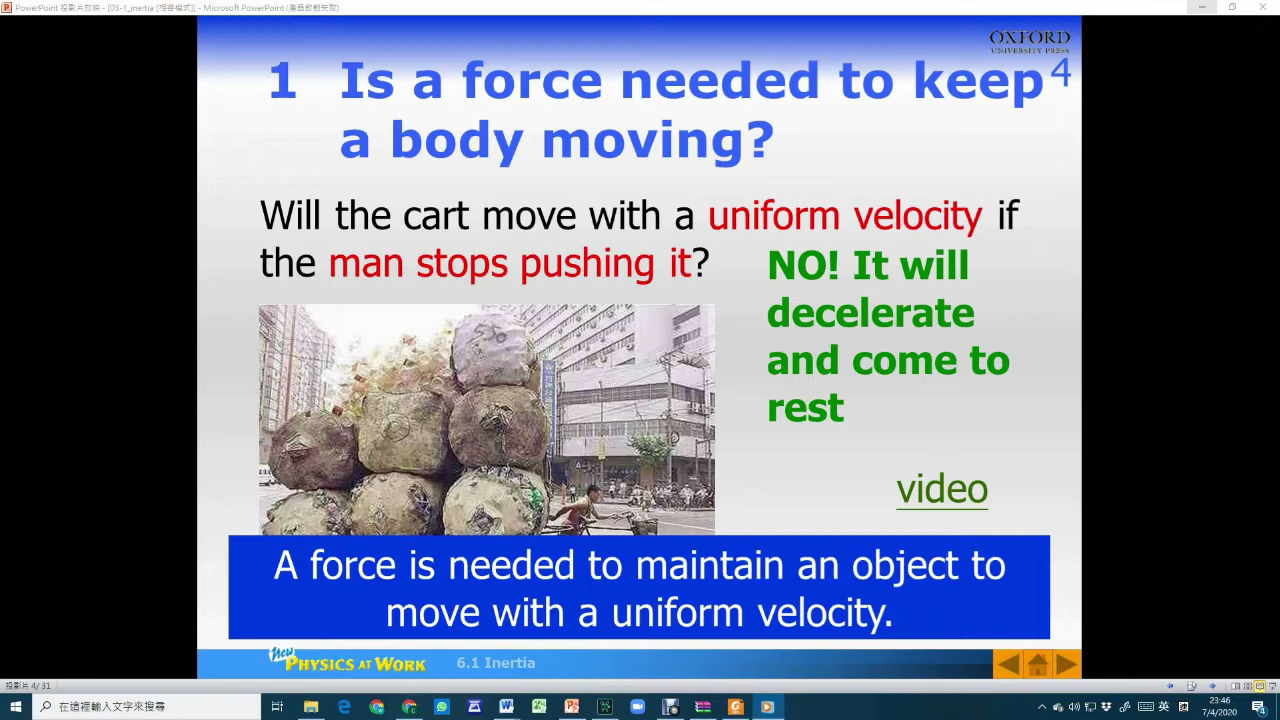 PowerPoint 投影片放映 - [03-1_inertia [相容模式]] - Microsoft PowerPoint (產品啟動失敗)
OXFORD
UNIVERSITY PRESS
4
1 Is a force needed to keep
a body moving?
Will the cart move with a uniform velocity if
the man stops pushing it?
NO! It will
decelerate
and come to
rest
530
video
A force is needed to maintain an object to
move with a uniform velocity.
New
PHYSICS AT WORK
6.1 Inertia
投影片 4/31
在這裡輸入文字來搜尋
英
23:46
7/4/2020